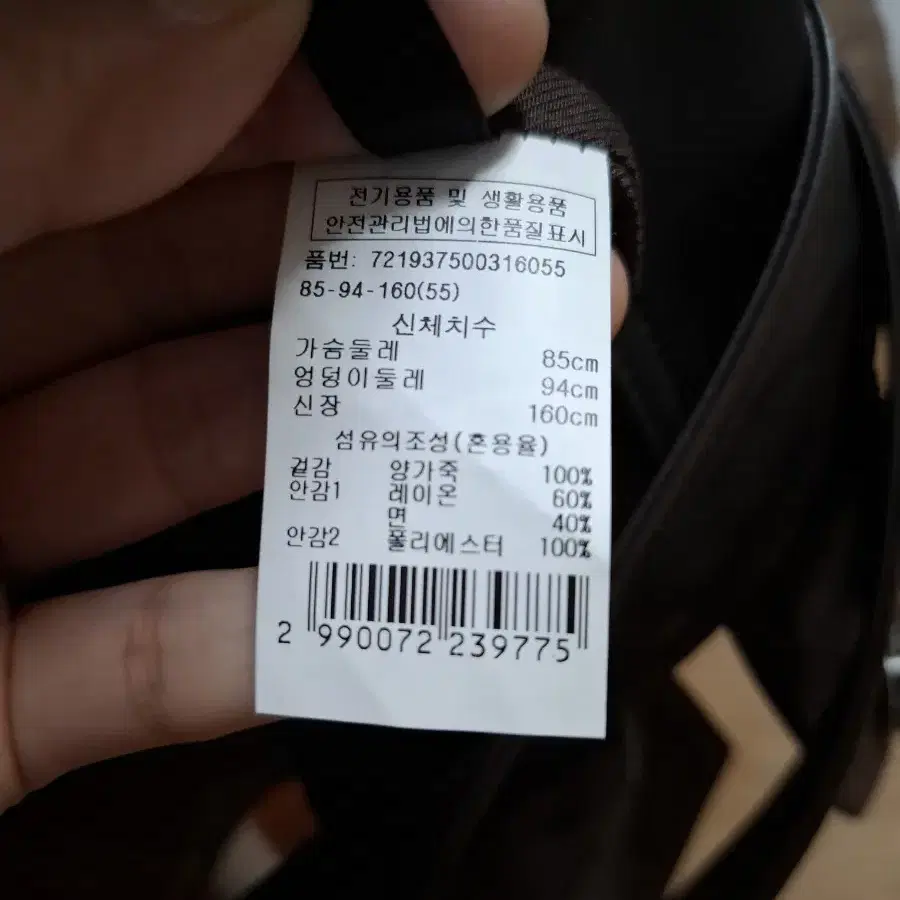 전기용품 및 생활용품
안전관리법에의한품질표시
품번: 721937500316055
85-94-160(55)
신체치수
가슴둘레 85cm
엉덩이둘레 94cm
신장 160cm
섬유의조성(혼용율)
겉감 양가죽 100%
안감1 레이온 60%
면 40%
안감2 폴리에스터 100%
2 990072 239775